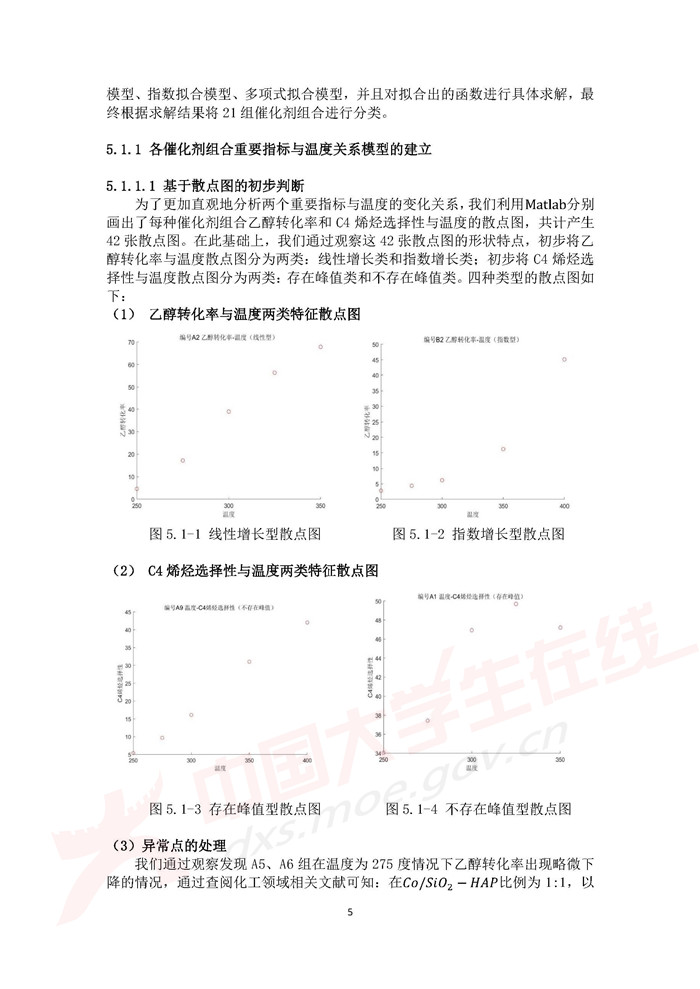 模型、指数拟合模型、多项式拟合模型，并且对拟合出的函数进行具体求解，最
终根据求解结果将 21 组催化剂组合进行分类。
5.1.1 各催化剂组合重要指标与温度关系模型的建立
5.1.1.1 基于散点图的初步判断
为了更加直观地分析两个重要指标与温度的变化关系，我们利用Matlab分别
画出了每种催化剂组合乙醇转化率和 C4 烯烃选择性与温度的散点图，共计产生
42 张散点图。在此基础上，我们通过观察这 42 张散点图的形状特点，初步将乙
醇转化率与温度散点图分为两类：线性增长类和指数增长类；初步将 C4 烯烃选
择性与温度散点图分为两类：存在峰值类和不存在峰值类。四种类型的散点图如
下：
（1） 乙醇转化率与温度两类特征散点图
编号A2 乙醇转化率-温度（线性型）
70
60
50
40
30
20
10
0
250 300 350
乙醇转化率
温度
编号B2 乙醇转化率-温度（指数型）
50
45
40
35
30
25
20
15
10
5
0
250 300 350 400
乙醇转化率
温度
图 5.1-1 线性增长型散点图
图 5.1-2 指数增长型散点图
（2） C4 烯烃选择性与温度两类特征散点图
编号A9 温度-C4烯烃选择性（不存在峰值）
45
40
35
30
25
20
15
10
5
250 300 350 400
C4烯烃选择性
温度
编号A1 温度-C4烯烃选择性（存在峰值）
50
48
46
44
42
40
38
36
34
250 300 350
C4烯烃选择性
温度
图 5.1-3 存在峰值型散点图
图 5.1-4 不存在峰值型散点图
（3）异常点的处理
我们通过观察发现 A5、A6 组在温度为 275 度情况下乙醇转化率出现略微下
降的情况，通过查阅化工领域相关文献可知：在Co/SiO₂ − HAP比例为 1:1，以
5
中国大学生在线
dxs.moe.gov.cn